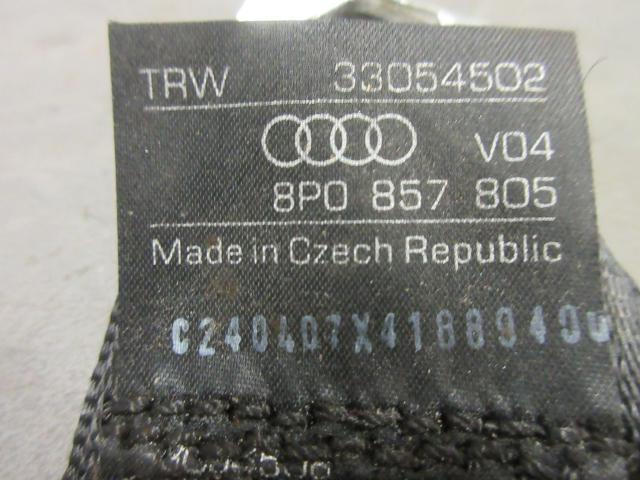 TRW 33054502
V04
8P0 857 805
Made in Czech Republic
C240407X41889400